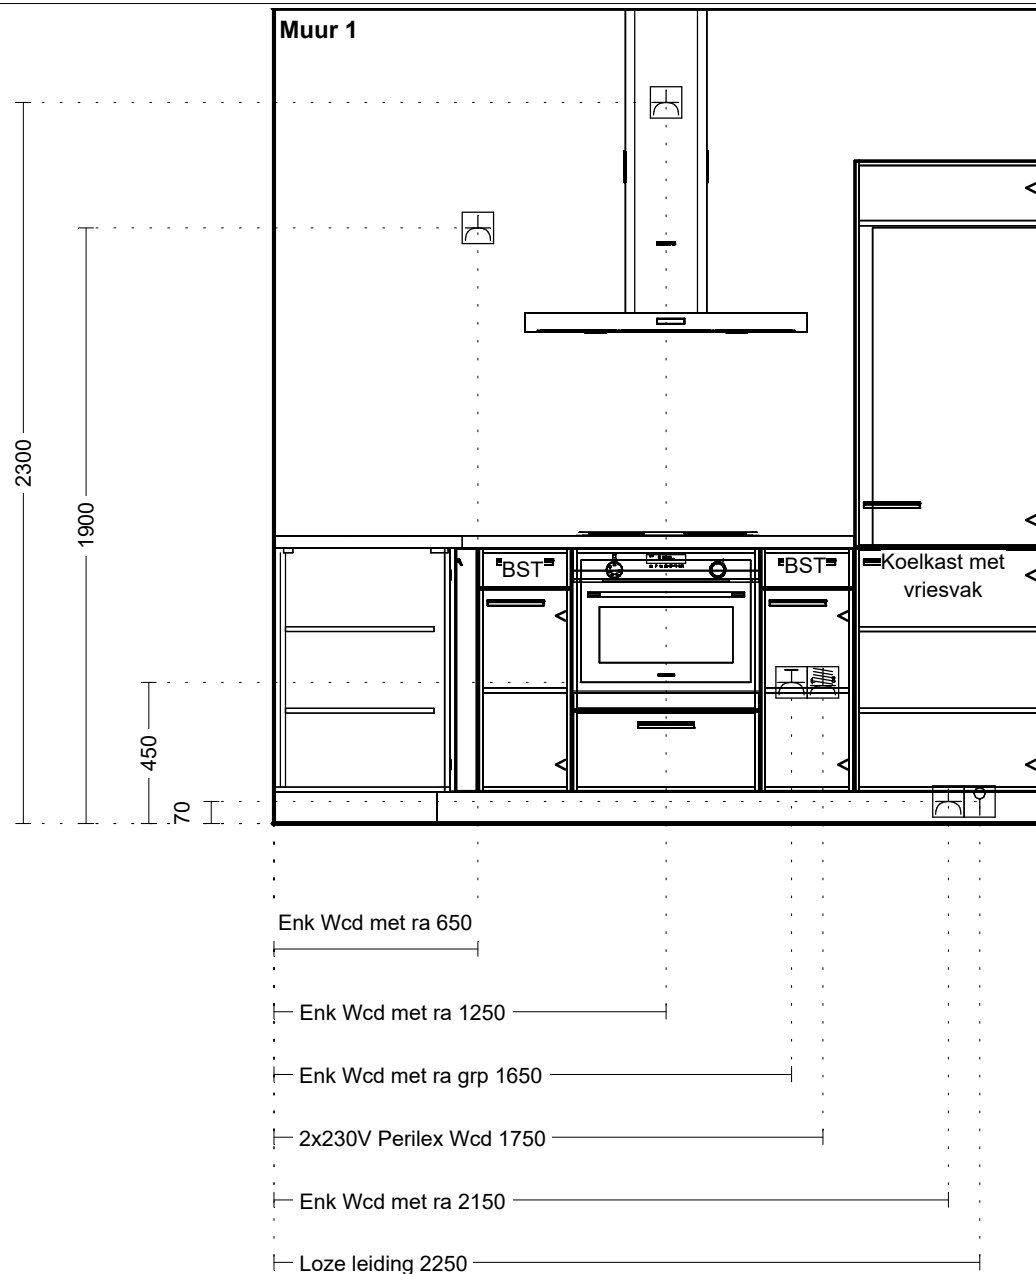 Muur 1
2300
1900
BST
BST
Koelkast met
vriesvak
450
70
Enk Wcd met ra 650
Enk Wcd met ra 1250
Enk Wcd met ra grp 1650
2x230V Perilex Wcd 1750
Enk Wcd met ra 2150
Loze leiding 2250